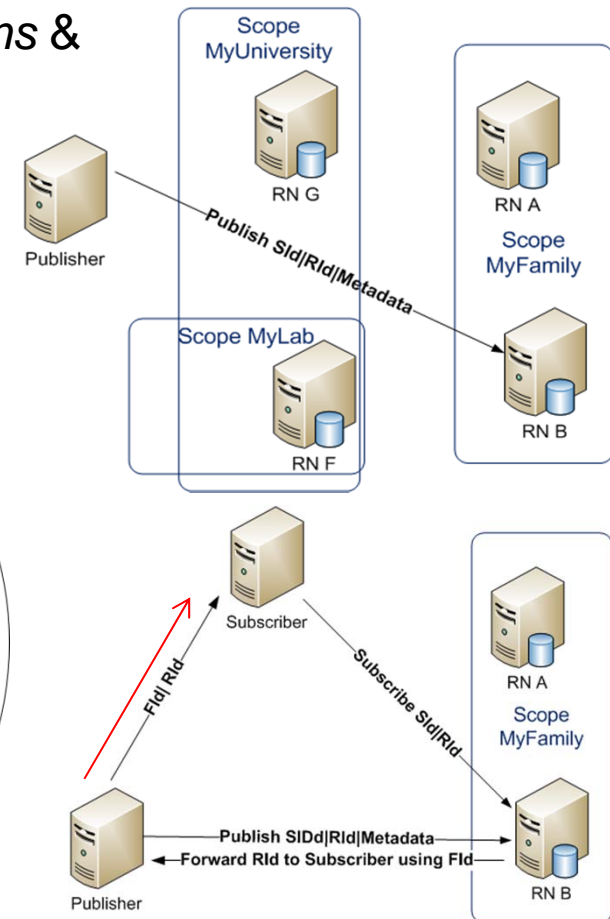 ns &
Scope
MyUniversity
RN G
Publisher
Publish SId|RId|Metadata
RN A
Scope
MyFamily
RN B
Scope MyLab
RN F
Subscriber
FId| RId
Subscribe SId|RId
RN A
Scope
MyFamily
Publish SIDd|RId|Metadata
Forward RId to Subscriber using FId
Publisher
RN B